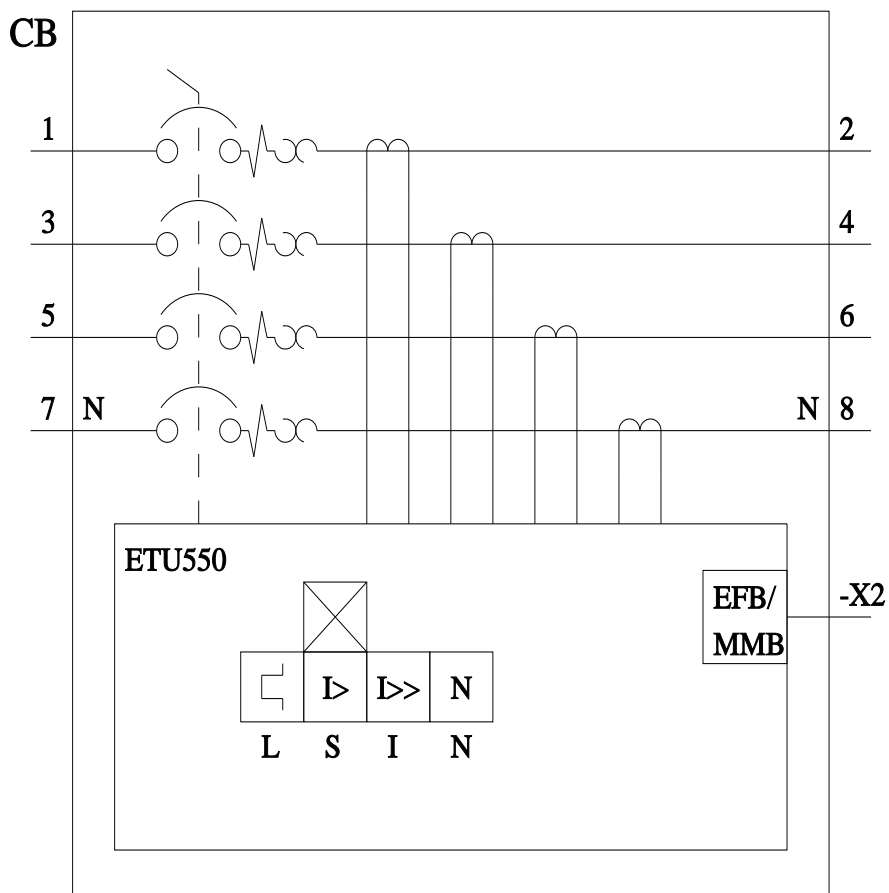 CB
1 2
3 4
5 6
7 N N 8
ETU550
EFB/ -X2
MMB
I> I>> N
L S I N